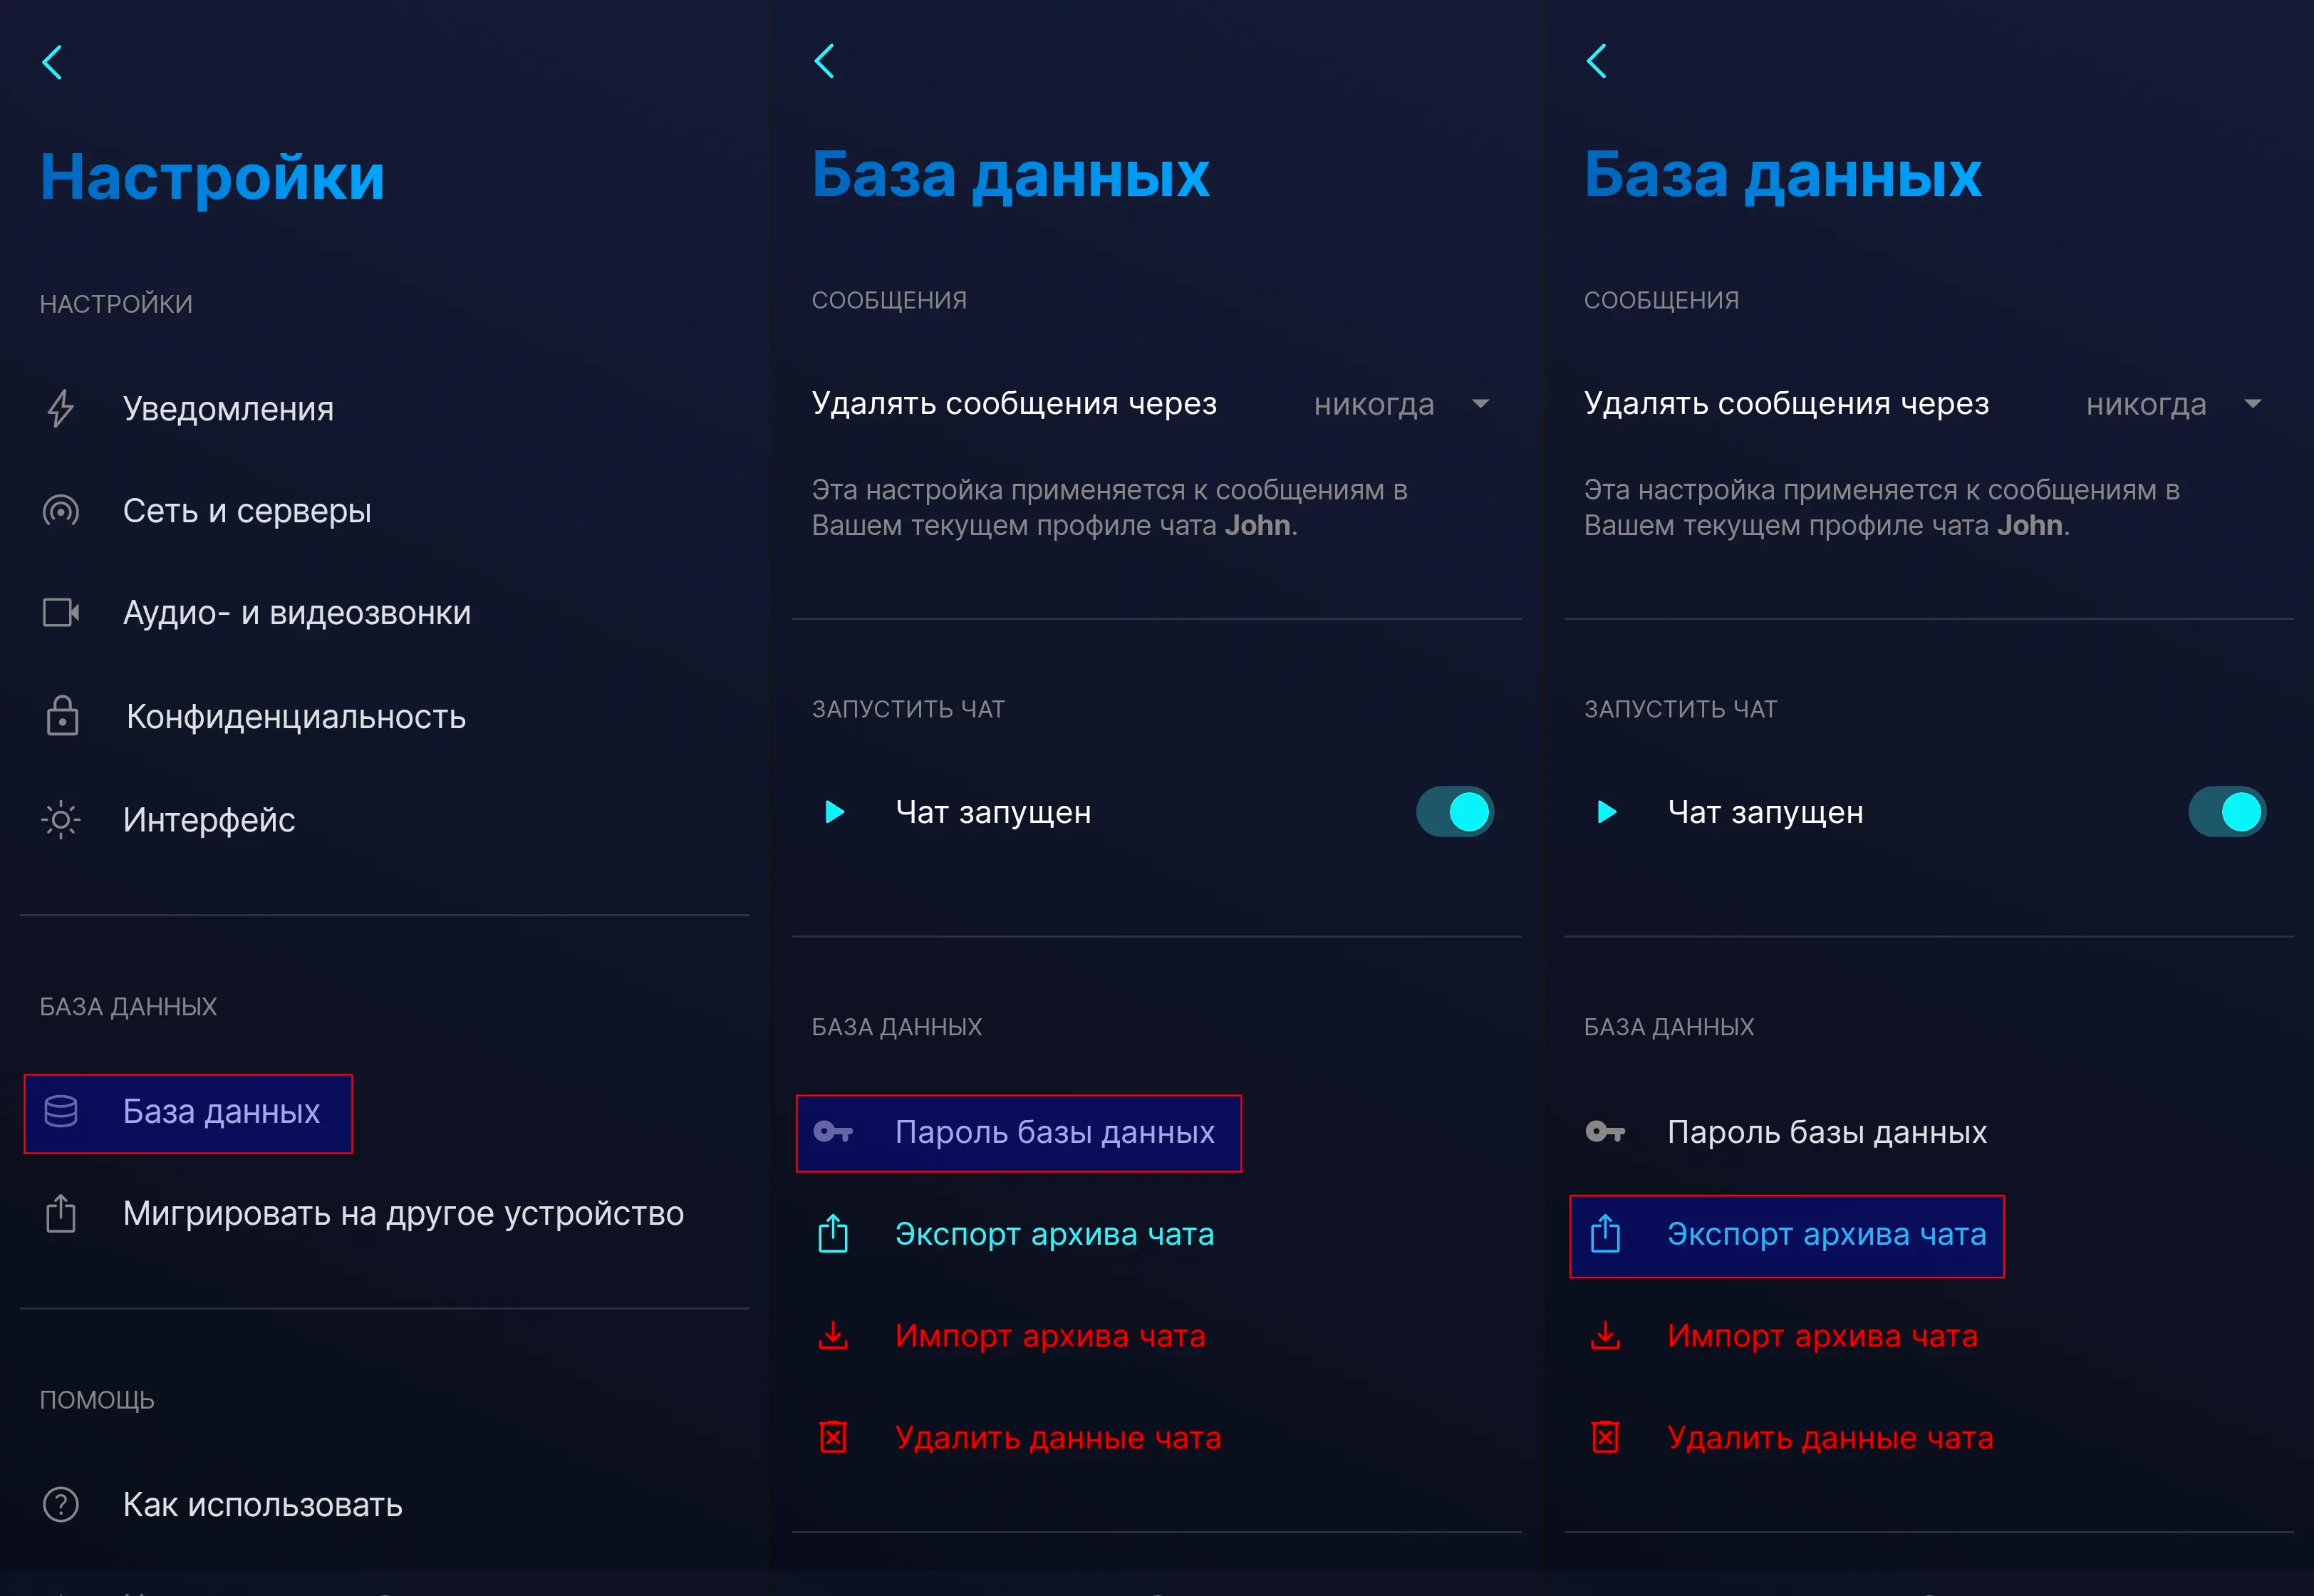 Настройки
НАСТРОЙКИ
Уведомления
Сеть и серверы
Аудио- и видеозвонки
Конфиденциальность
Интерфейс
БАЗА ДАННЫХ
База данных
Мигрировать на другое устройство
ПОМОЩЬ
Как использовать
База данных
СООБЩЕНИЯ
Удалять сообщения через никогда
Эта настройка применяется к сообщениям в
Вашем текущем профиле чата John.
ЗАПУСТИТЬ ЧАТ
Чат запущен
БАЗА ДАННЫХ
Пароль базы данных
Экспорт архива чата
Импорт архива чата
Удалить данные чата
База данных
СООБЩЕНИЯ
Удалять сообщения через никогда
Эта настройка применяется к сообщениям в
Вашем текущем профиле чата John.
ЗАПУСТИТЬ ЧАТ
Чат запущен
БАЗА ДАННЫХ
Пароль базы данных
Экспорт архива чата
Импорт архива чата
Удалить данные чата